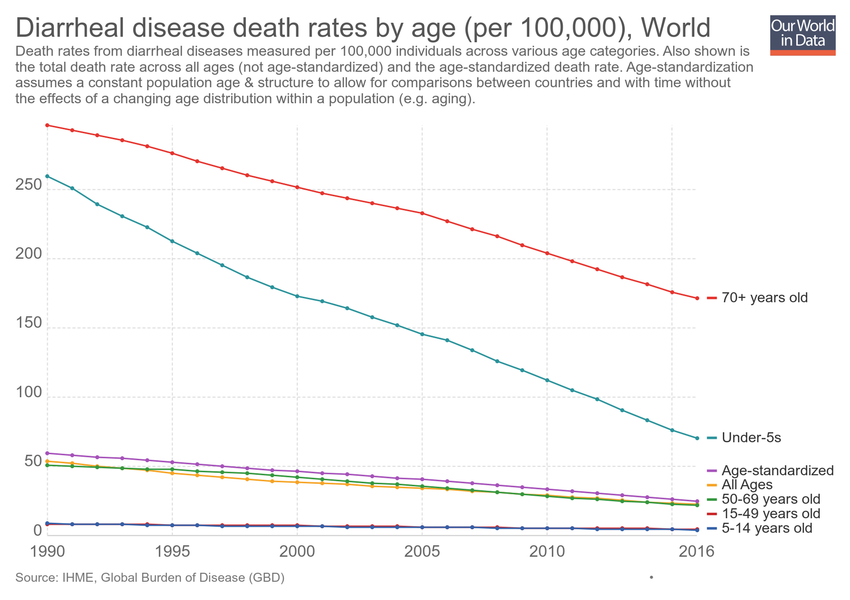 Diarrheal disease death rates by age (per 100,000), World
Our World
in Data
Death rates from diarrheal diseases measured per 100,000 individuals across various age categories. Also shown is
the total death rate across all ages (not age-standardized) and the age-standardized death rate. Age-standardization
assumes a constant population age & structure to allow for comparisons between countries and with time without
the effects of a changing age distribution within a population (e.g. aging).
250
200
150
100
50
0
70+ years old
Under-5s
Age-standardized
All Ages
50-69 years old
15-49 years old
5-14 years old
1990 1995 2000 2005 2010 2016
Source: IHME, Global Burden of Disease (GBD)